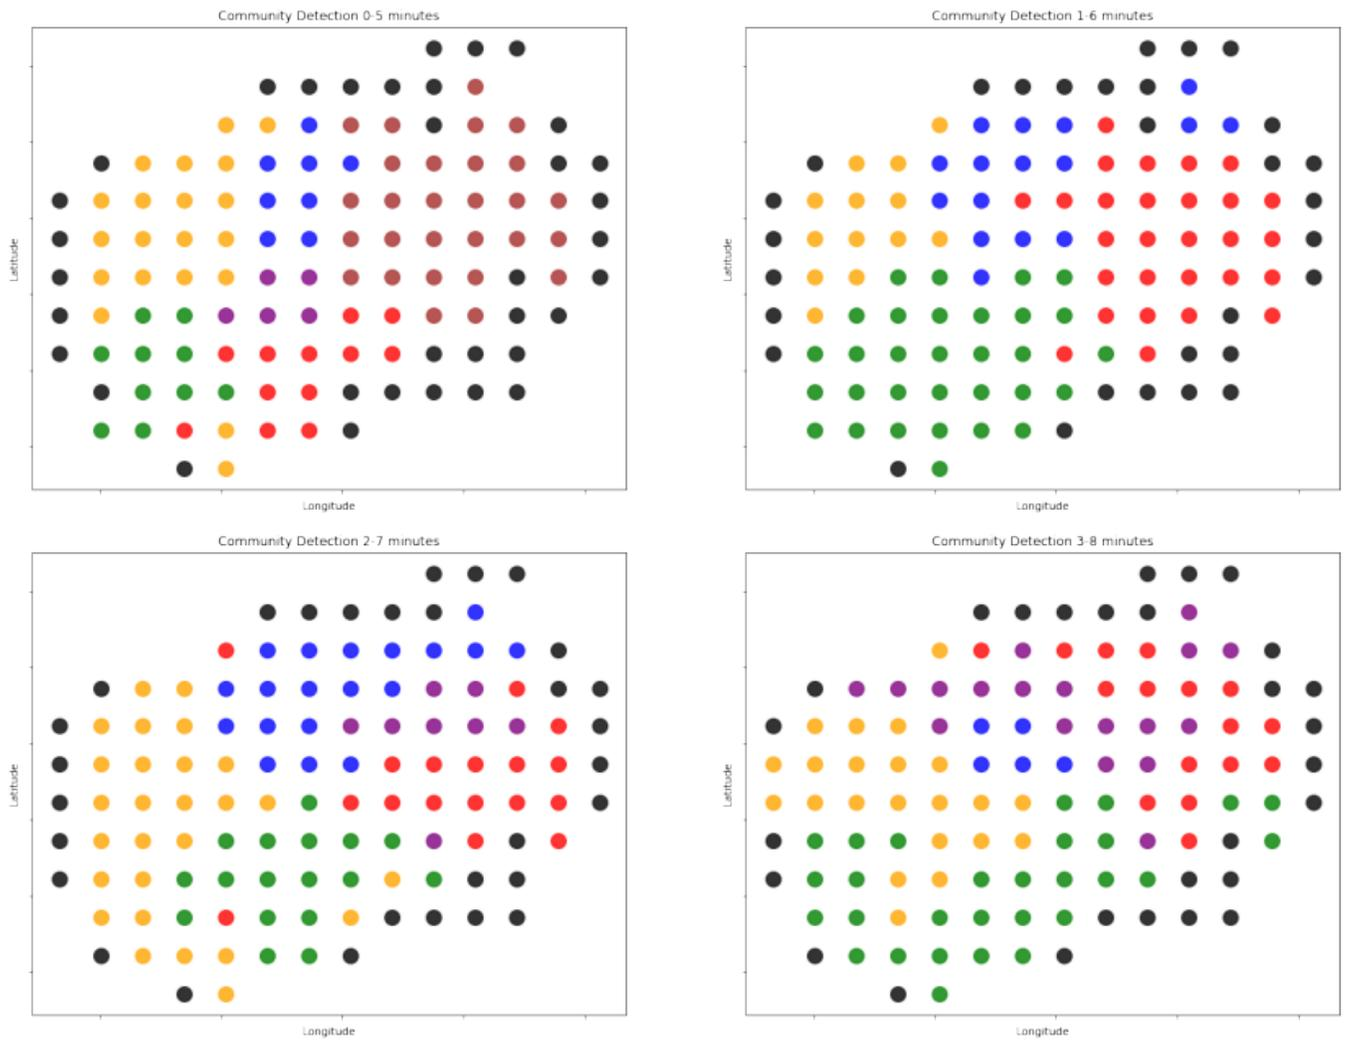 Community Detection 0-5 minutes
Latitude
Longitude
Community Detection 1-6 minutes
Latitude
Longitude
Community Detection 2-7 minutes
Latitude
Longitude
Community Detection 3-8 minutes
Latitude
Longitude